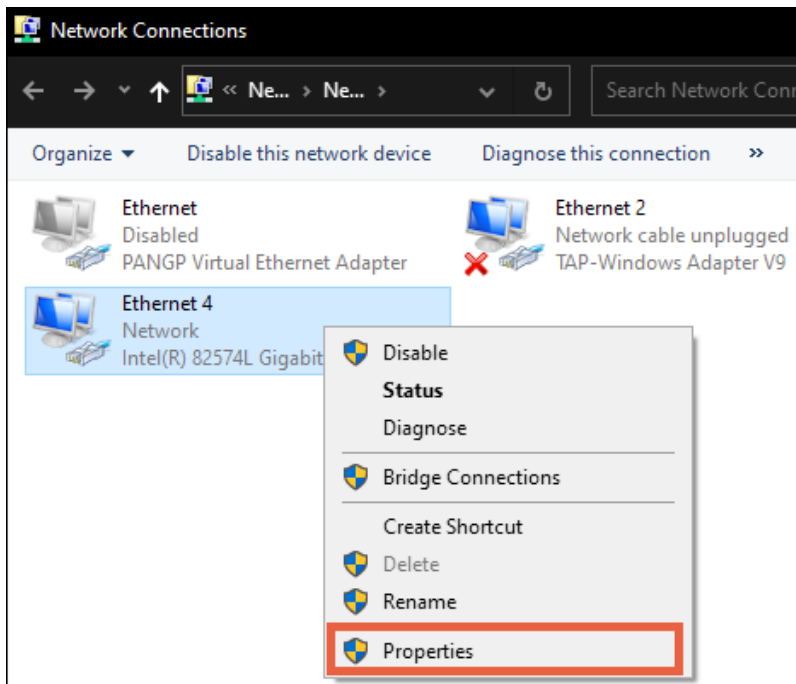 Network Connections
« Ne... › Ne... ›
Search Network Con
Organize Disable this network device Diagnose this connection »
Ethernet
Disabled
PANGP Virtual Ethernet Adapter
Ethernet 2
Network cable unplugged
TAP-Windows Adapter V9
Ethernet 4
Network
Intel(R) 82574L Gigabit
Disable
Status
Diagnose
Bridge Connections
Create Shortcut
Delete
Rename
Properties